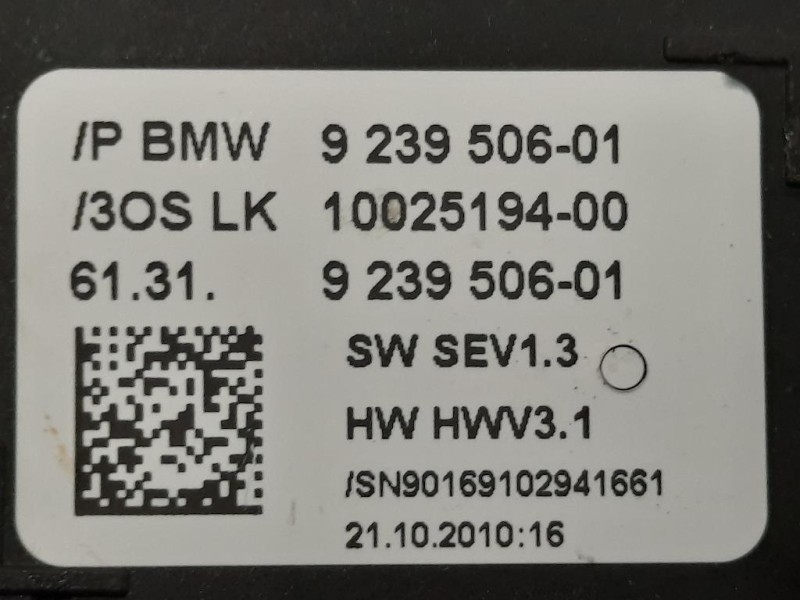 /P BMW 9 239 506-01
/3OS LK 10025194-00
61.31. 9 239 506-01
SW SEV1.3
HW HWV3.1
/SN90169102941661
21.10.2010:16